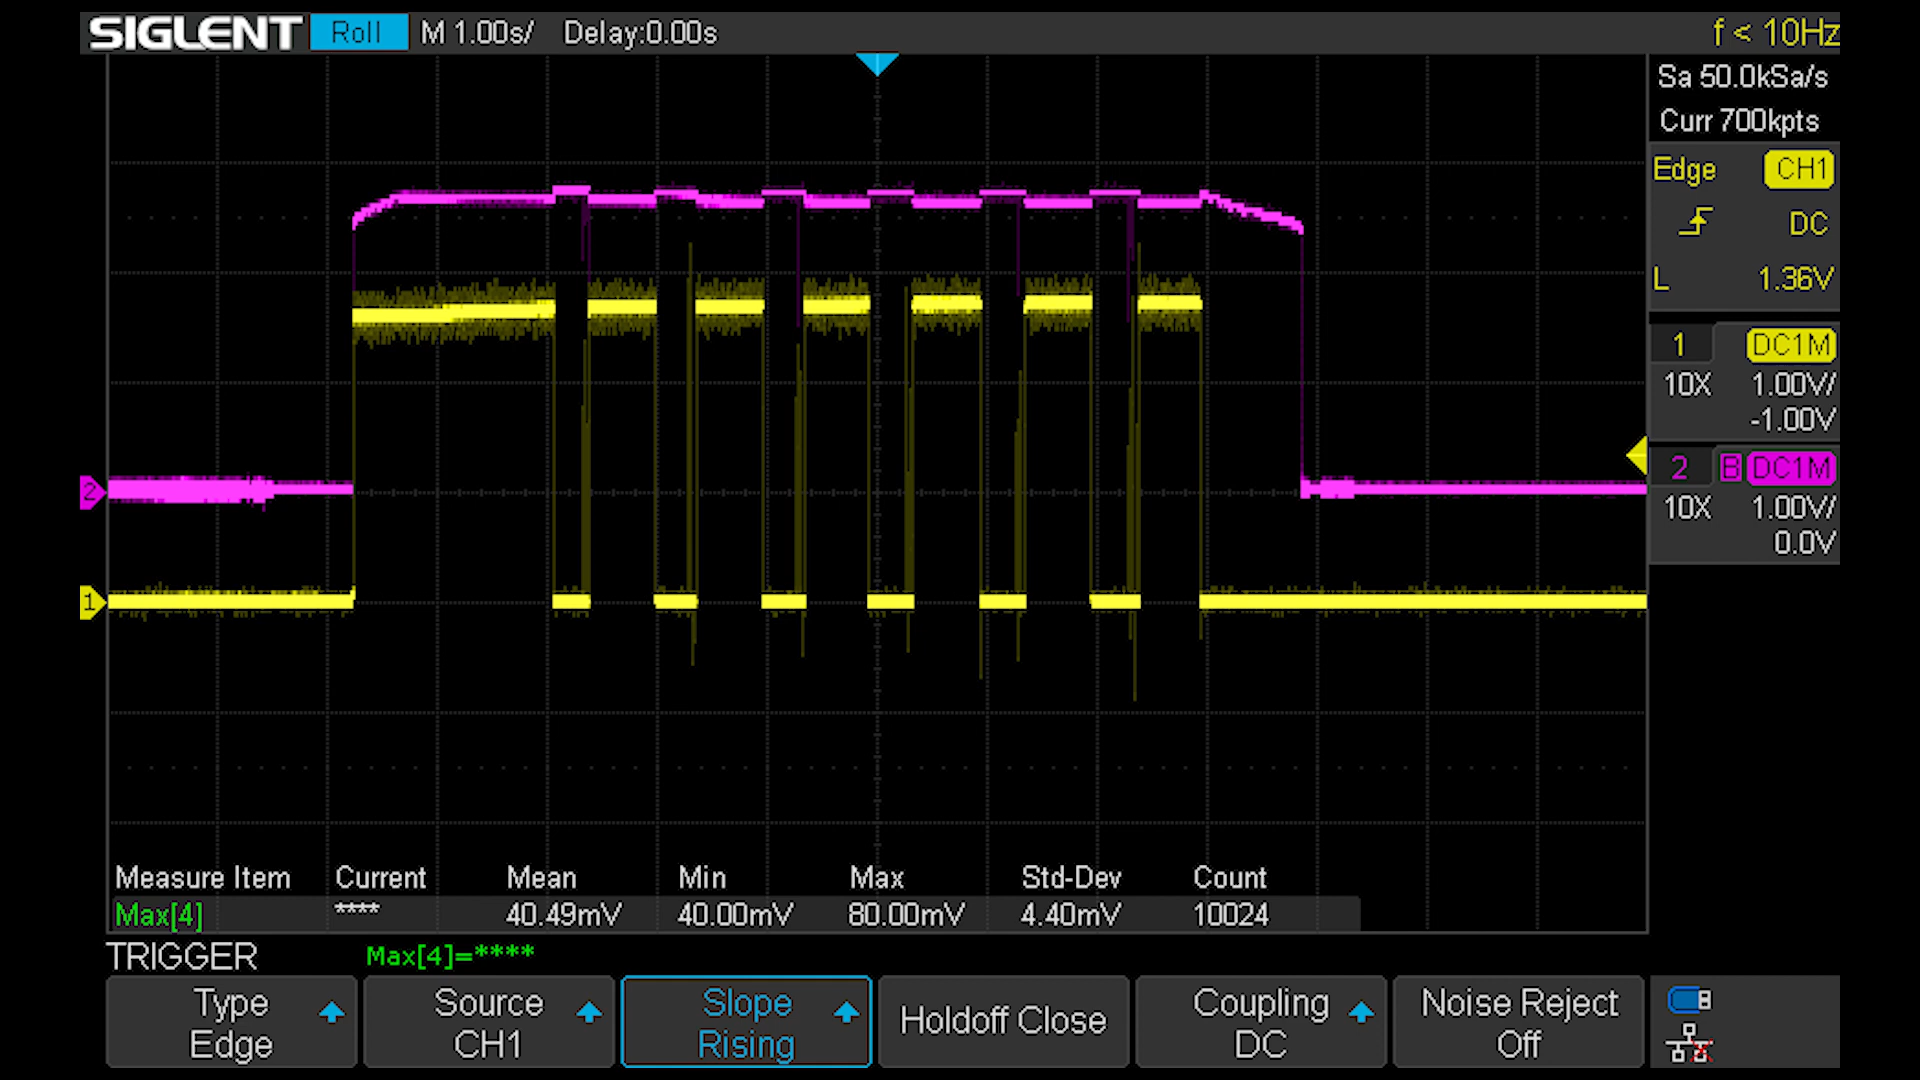 SIGLENT Roll M 1.00s/ Delay:0.00s f < 10Hz
Sa 50.0kSa/s
Curr 700kpts
Edge CH1
DC
L 1.36V
1 DC1M
10X 1.00V/
-1.00V
2 B DC1M
10X 1.00V/
0.0V
2
1
Measure Item Current Mean Min Max Std-Dev Count
Max[4] **** 40.49mV 40.00mV 80.00mV 4.40mV 10024
TRIGGER Max[4]=****
Type Source Slope Holdoff Close Coupling Noise Reject
Edge CH1 Rising DC Off